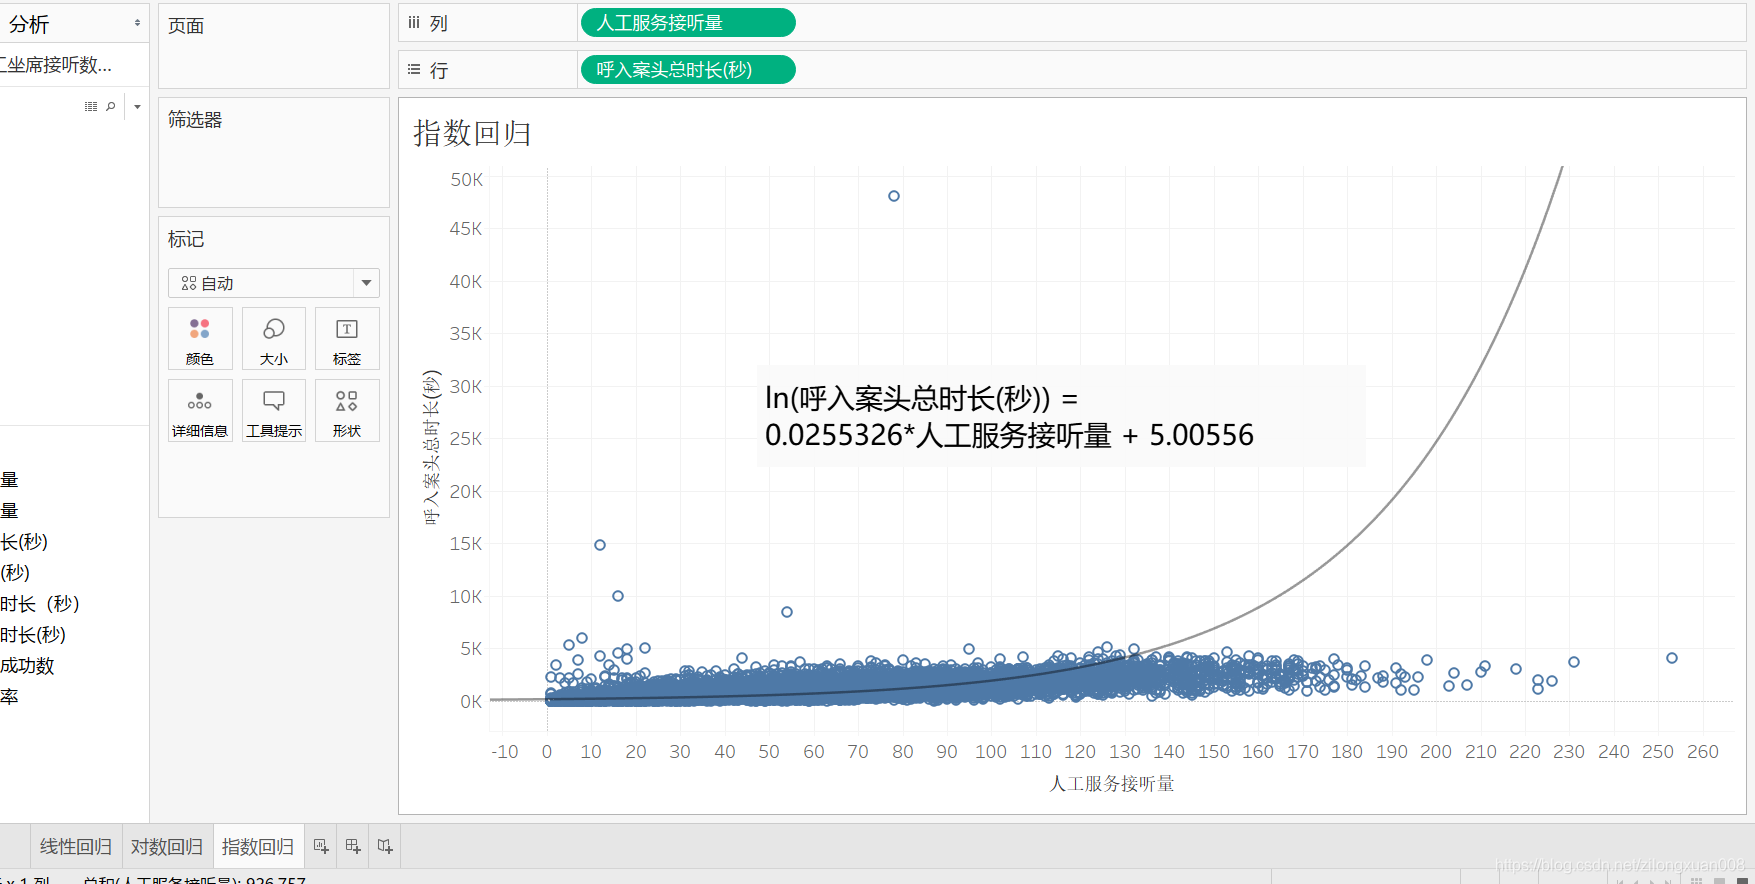 分析
工坐席接听数...
量
量
长(秒)
(秒)
时长（秒）
时长(秒)
成功数
率
页面
筛选器
标记
自动
颜色
大小
标签
详细信息
工具提示
形状
列
人工服务接听量
行
呼入案头总时长(秒)
指数回归
50K
45K
40K
35K
30K
25K
20K
15K
10K
5K
0K
呼入案头总时长(秒)
ln(呼入案头总时长(秒)) =
0.0255326*人工服务接听量 + 5.00556
-10 0 10 20 30 40 50 60 70 80 90 100 110 120 130 140 150 160 170 180 190 200 210 220 230 240 250 260
人工服务接听量
线性回归
对数回归
指数回归
x 1 列
总和(人工服务接听量): 926,757
https://blog.csdn.net/zilongxuan008